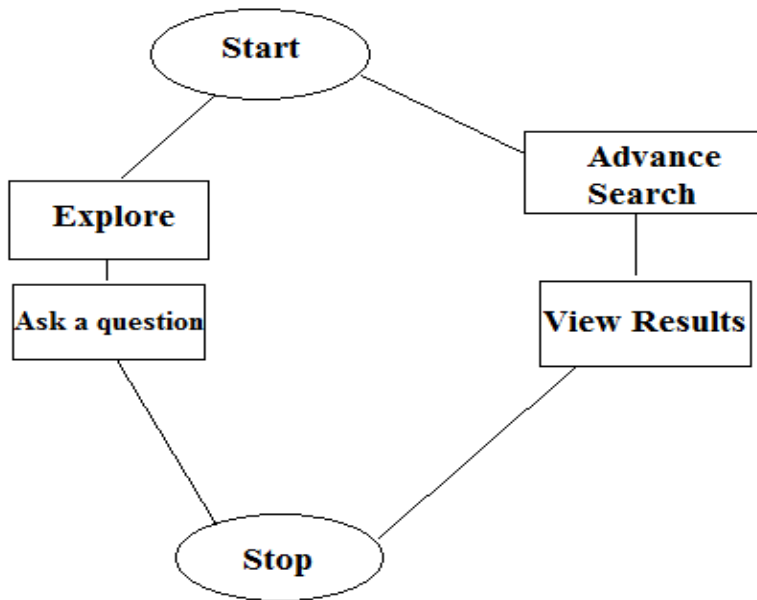 Start
Advance
Search
Explore
Ask a question
View Results
Stop